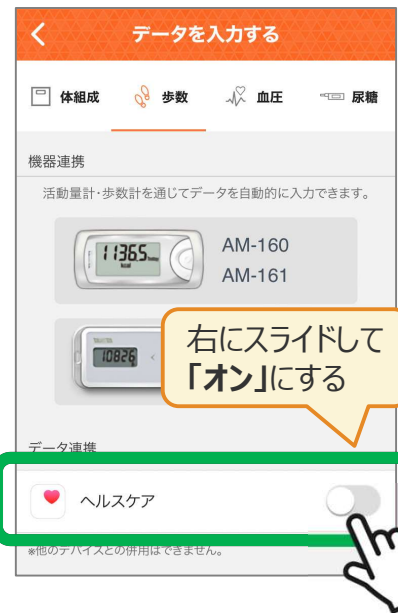 データを入力する
体組成 歩数 血圧 尿糖
機器連携
活動量計・歩数計を通じてデータを自動的に入力できます。
1136.5
kcal
AM-160
AM-161
TANITA
10826
右にスライドして
「オン」にする
データ連携
ヘルスケア
※他のデバイスとの併用はできません。